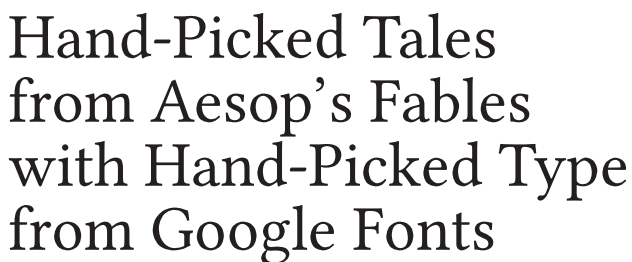 Hand-Picked Tales
from Aesop’s Fables
with Hand-Picked Type
from Google Fonts